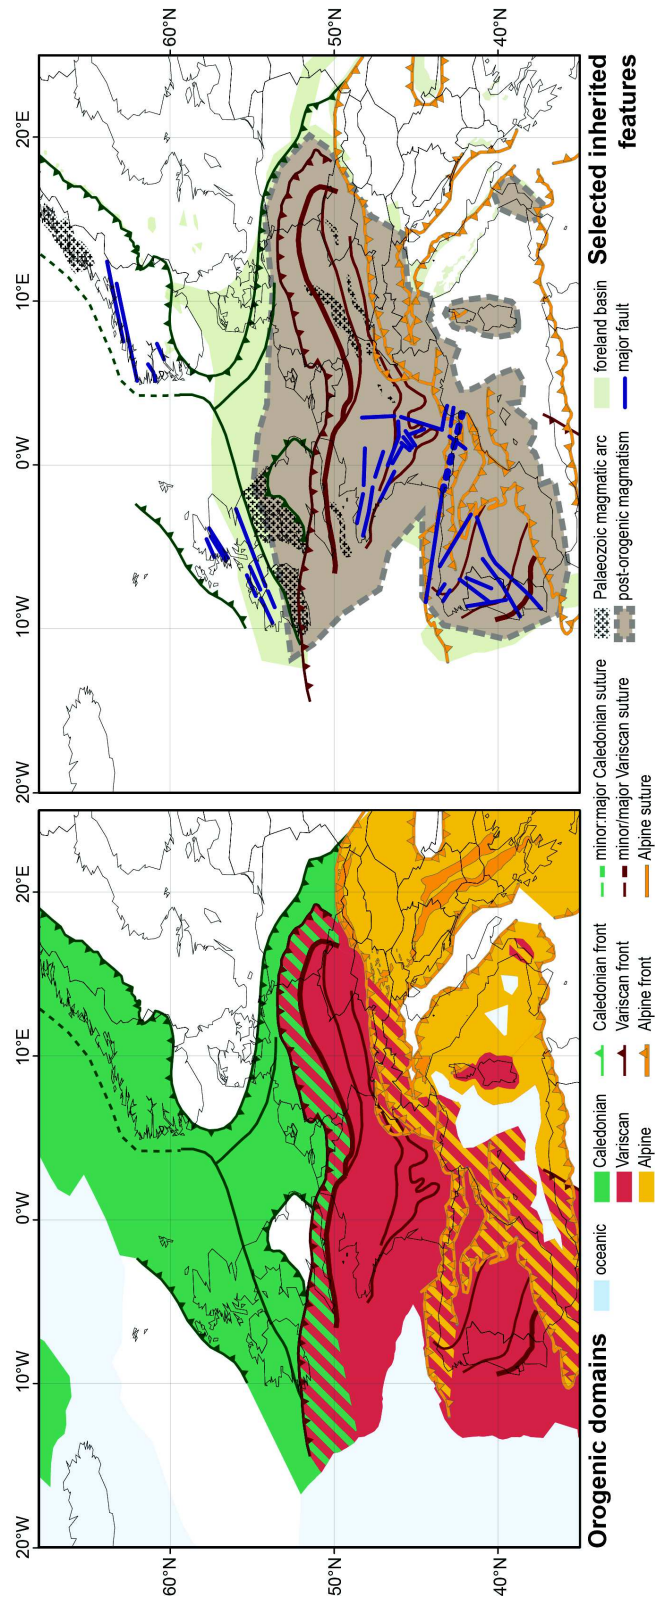 20°W 10°W 0°W 10°E 20°E 20°W 10°W 0°W 10°E 20°E
60°N 60°N
50°N 50°N
40°N 40°N
Orogenic domains
oceanic
Caledonian
Variscan
Alpine
Caledonian front
Variscan front
Alpine front
minor:major Caledonian suture
minor/major Variscan suture
Alpine suture
Palaeozoic magmatic arc
post-orogenic magmatism
foreland basin
major fault
Selected inherited
features